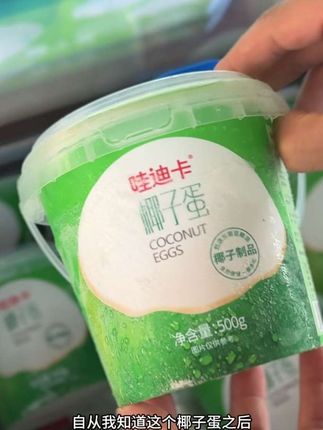 哇迪卡
椰子蛋
COCONUT
EGGS
椰子制品
净含量:500g
图片仅供参考
自从我知道这个椰子蛋之后